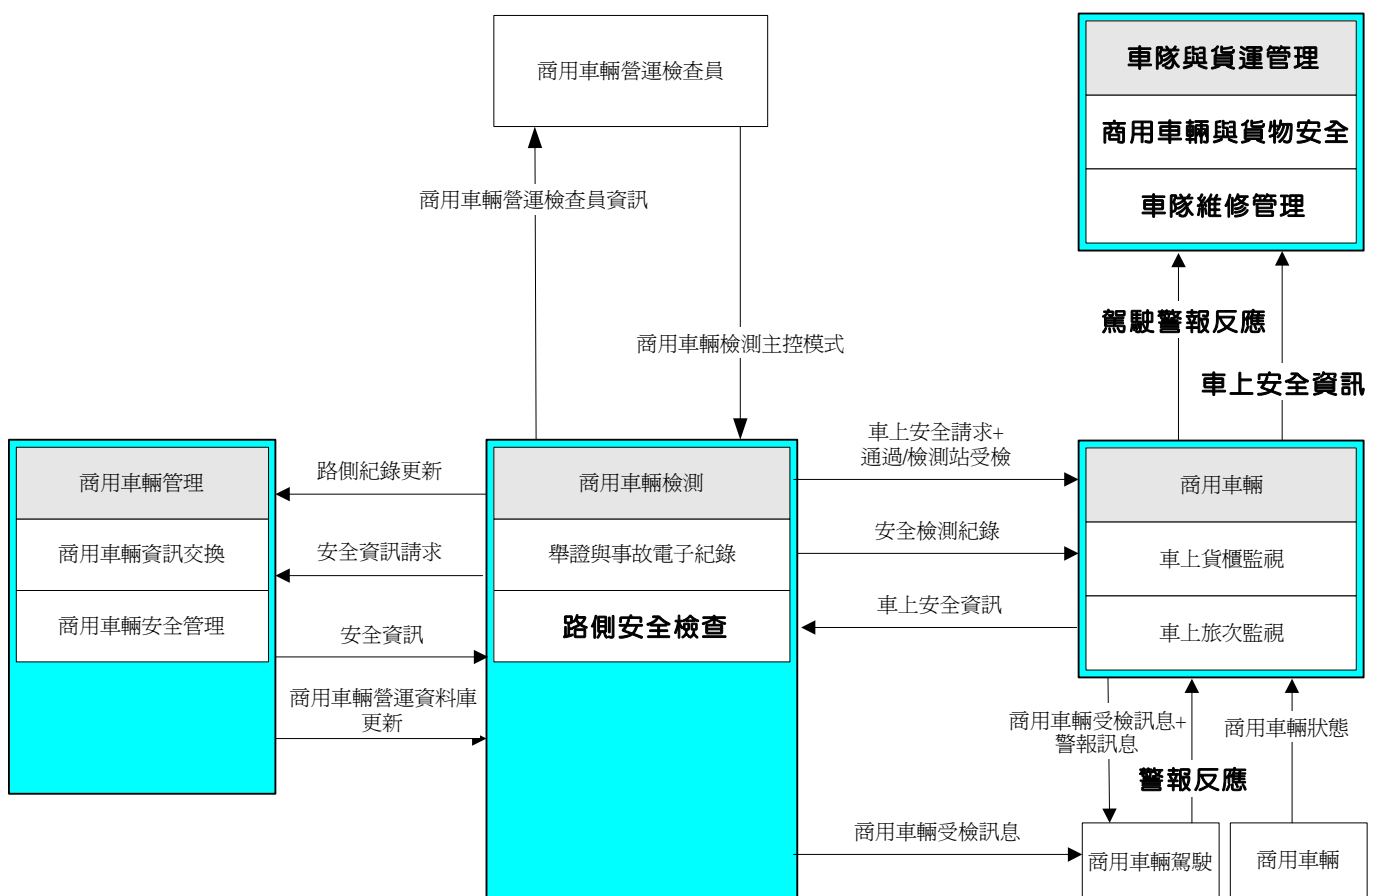 商用車輛營運檢查員
車隊與貨運管理
商用車輛與貨物安全
車隊維修管理
商用車輛營運檢查員資訊
商用車輛檢測主控模式
駕駛警報反應
車上安全資訊
商用車輛管理
商用車輛資訊交換
商用車輛安全管理
路側紀錄更新
安全資訊請求
安全資訊
商用車輛營運資料庫
更新
商用車輛檢測
舉證與事故電子紀錄
路側安全檢查
車上安全請求+
通過/檢測站受檢
安全檢測紀錄
車上安全資訊
商用車輛
車上貨櫃監視
車上旅次監視
商用車輛受檢訊息+
警報訊息
商用車輛狀態
警報反應
商用車輛受檢訊息
商用車輛駕駛
商用車輛